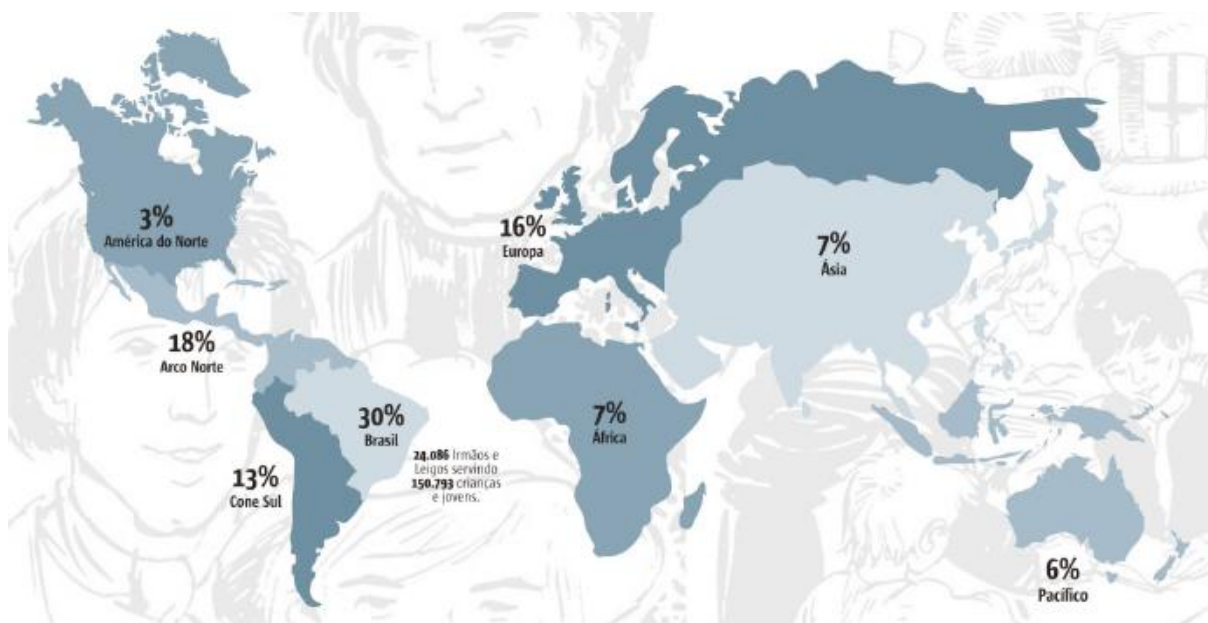 3%
América do Norte
16%
Europa
7%
Ásia
18%
Arco Norte
30%
Brasil
24.086 Irmãos e
Leigos servindo
150.793 crianças
e jovens.
7%
África
13%
Cone Sul
6%
Pacífico